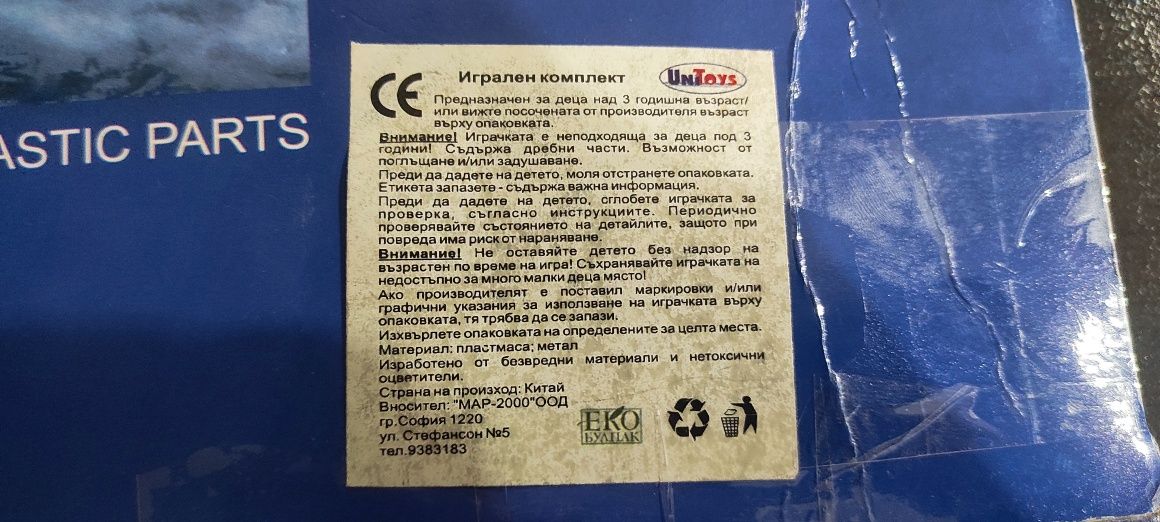 ASTIC PARTS
CE Игрален комплект UNTOYS
Предназначен за деца над 3 годишна възраст/
или вижте посочената от производителя възраст
върху опаковката.
Внимание! Играчката е неподходяща за деца под 3
години! Съдържа дребни части. Възможност от
поглъщане и/или задушаване.
Преди да дадете на детето, моля отстранете опаковката.
Етикета запазете - съдържа важна информация.
Преди да дадете на детето, сглобете играчката за
проверка, съгласно инструкциите. Периодично
проверявайте състоянието на детайлите, защото при
повреда има риск от нараняване.
Внимание! Не оставяйте детето без надзор на
възрастен по време на игра! Съхранявайте играчката на
недостъпно за много малки деца място!
Ако производителят е поставил маркировки и/или
графични указания за използване на играчката върху
опаковката, тя трябва да се запази.
Изхвърлете опаковката на определените за целта места.
Материал: пластмаса; метал
Изработено от безвредни материали и нетоксични
оцветители.
Страна на произход: Китай
Вносител: "МАР-2000"ООД
гр.София 1220
ул. Стефансон №5
тел.9383183
ЕКО
БУЛПАК